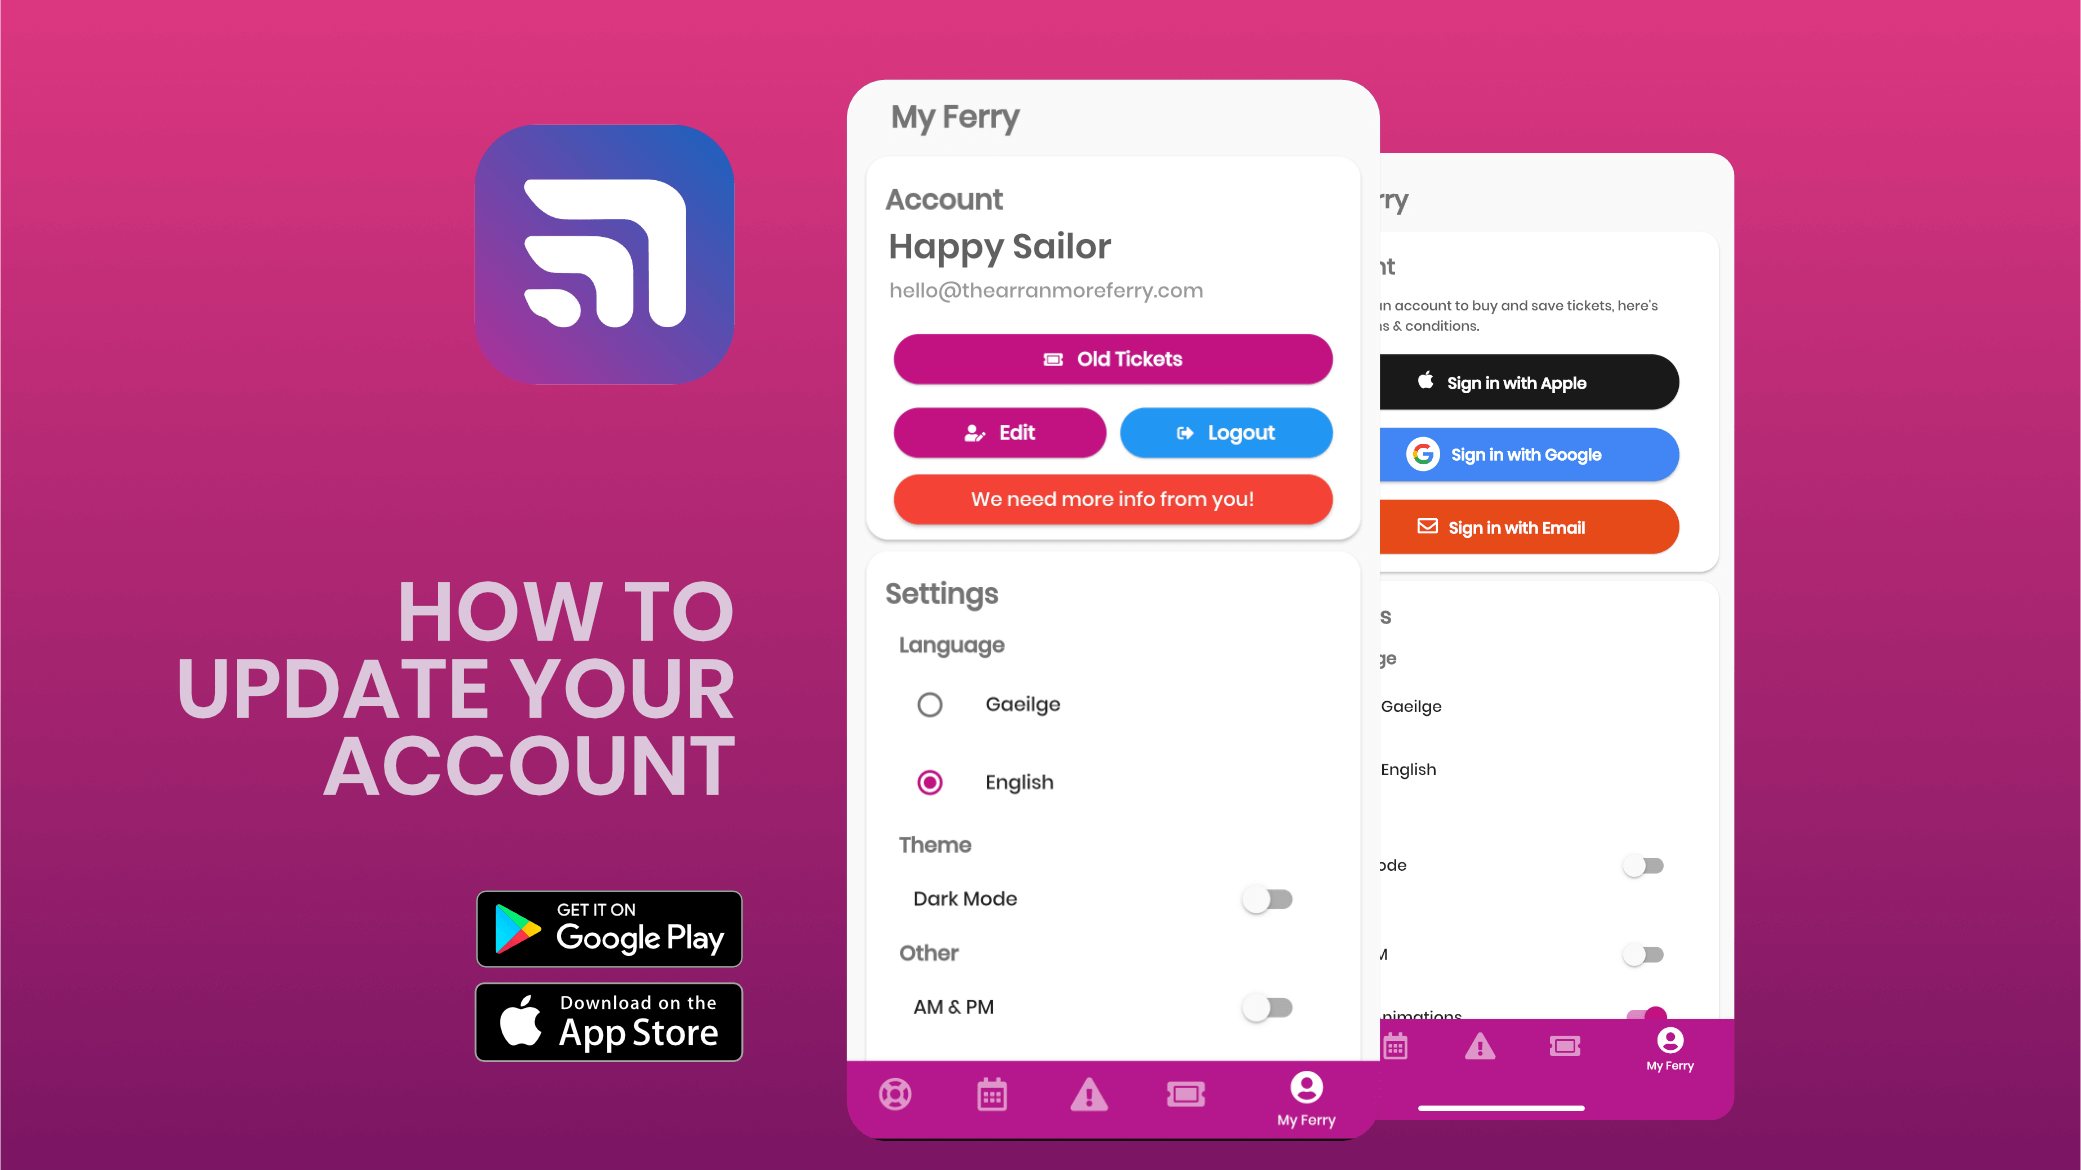 HOW TO
UPDATE YOUR
ACCOUNT
GET IT ON
Google Play
Download on the
App Store
My Ferry
Account
Happy Sailor
hello@thearranmoreferry.com
Old Tickets
Edit
Logout
We need more info from you!
Settings
Language
Gaeilge
English
Theme
Dark Mode
Other
AM & PM
My Ferry
rry
nt
an account to buy and save tickets, here's
ns & conditions.
Sign in with Apple
Sign in with Google
Sign in with Email
s
ge
Gaeilge
English
ode
M
nimations
My Ferry